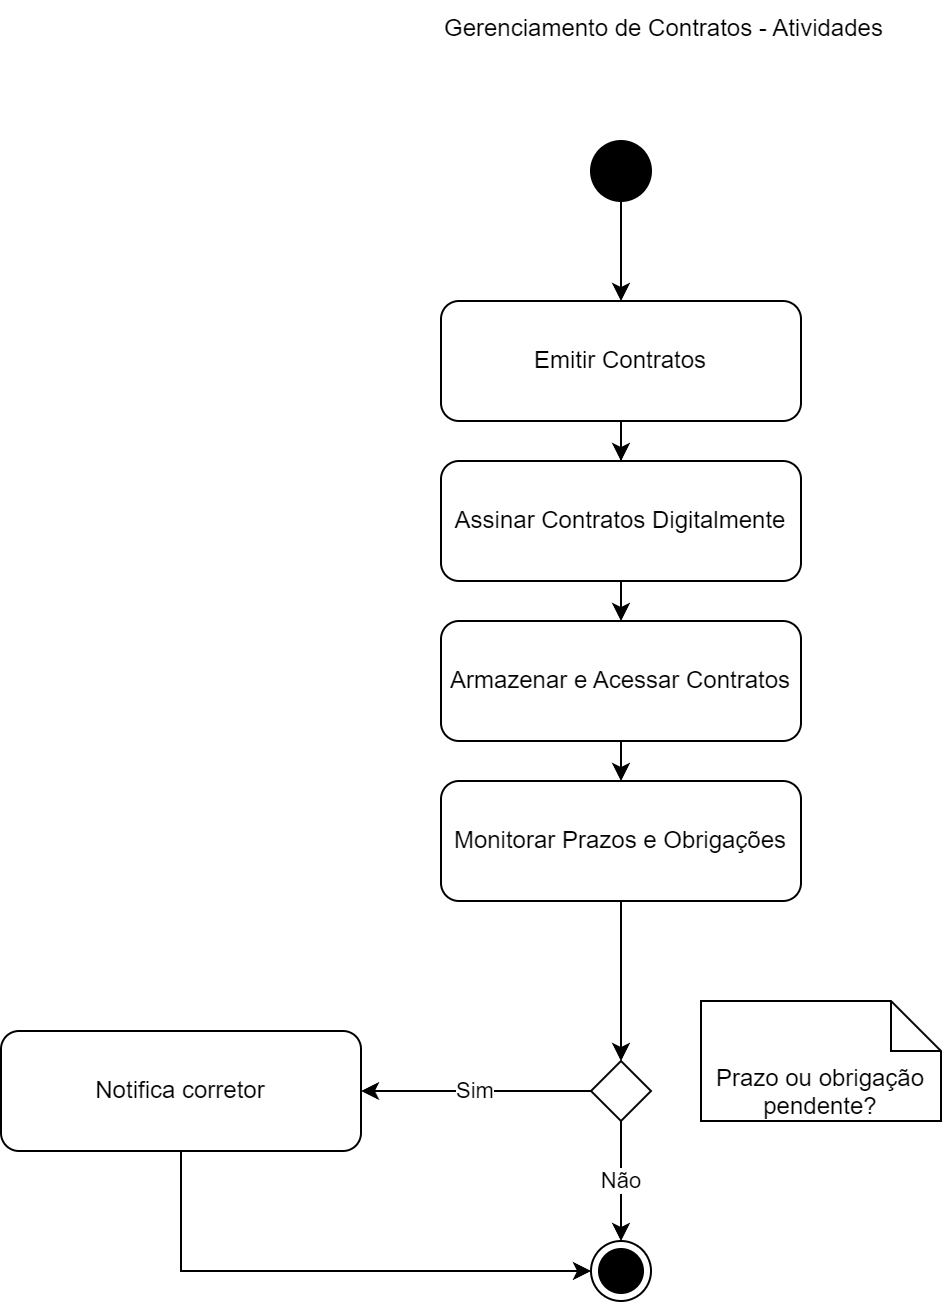 Gerenciamento de Contratos - Atividades
Emitir Contratos
Assinar Contratos Digitalmente
Armazenar e Acessar Contratos
Monitorar Prazos e Obrigações
Prazo ou obrigação
pendente?
Notifica corretor
Sim
Não